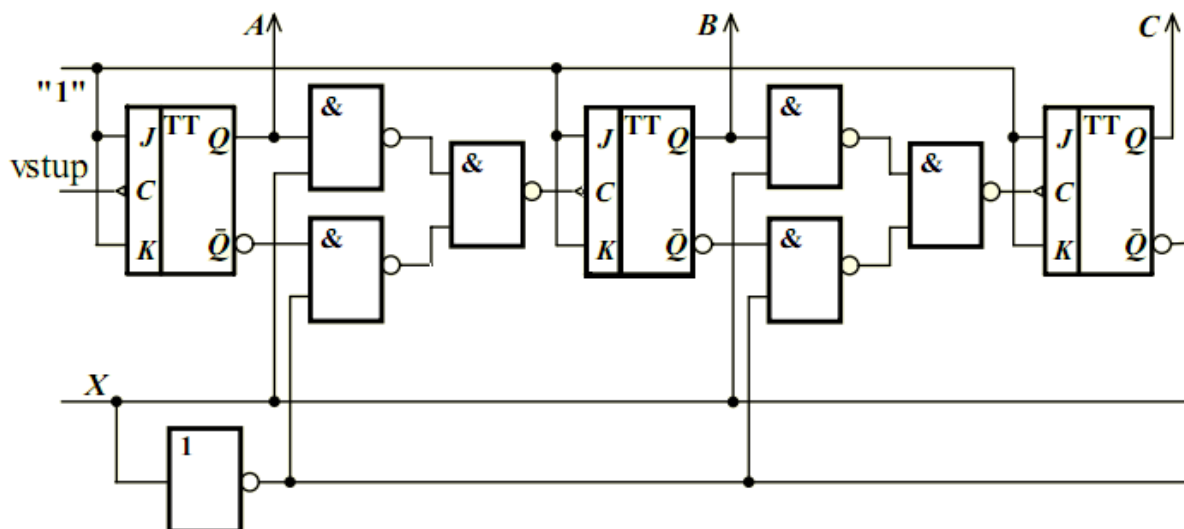 A B C
"1"
& &
J TT Q J TT Q J TT Q
vstup
& &
C C C
& &
K Q̄ K Q̄ K Q̄
X
1